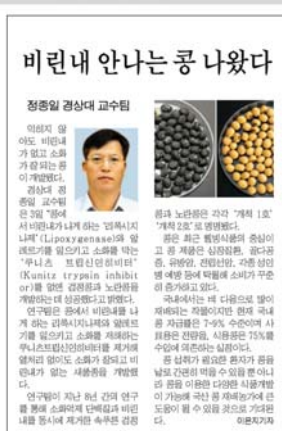 비린내 안나는 콩 나왔다
정종일 경상대 교수팀
익히지 않
아도 비린내
가 없고 소화
가 잘 되는 콩
이 개발됐다.
경상대 정
종일 교수팀
은 3일 "콩에
서 비린내가 나게 하는 '리폭시지
나제'(Lipoxygenase)와 알
레르기를 일으키고 소화를 막는
'쿠니츠 트립신인히비터'
(Kunitz trypsin inhibit
or)를 없앤 검정콩과 노란콩을
개발하는 데 성공했다고 밝혔다.
연구팀은 콩에서 비린내를 나
게 하는 리폭시지나제와 알레르
기를 일으키고 소화를 저해하는
쿠니츠트립신인히비터를 제거해
열처리 없이도 소화가 잘되고 비
린내가 없는 새품종을 개발했
다.
연구팀이 지난 8년 간의 연구
를 통해 소화억제 단백질과 비린
내를 동시에 제거한 속푸른 검정
콩과 노란콩은 각각 '개척 1호'
'개척 2호'로 명명됐다.
콩은 최근 웰빙식품의 중심이
고 콩 제품은 심장질환, 골다공
증, 유방암, 전립선암, 각종 성인
병 예방 등에 탁월해 소비가 꾸준
히 증가하고 있다.
국내에서는 벼 다음으로 많이
재배되는 작물이지만 현재 국내
콩 자급률은 7~9% 수준이며 사
료용은 전량을, 식용콩은 75%를
수입에 의존하는 실정이다.
콩 섭취가 필요한 환자가 콩을
날로 간편히 먹을 수 있을 뿐 아니
라 콩을 이용한 다양한 식품개발
이 가능해 국산 콩 재배농가에 큰
도움이 될 수 있을 것으로 기대된
다. 이은지기자